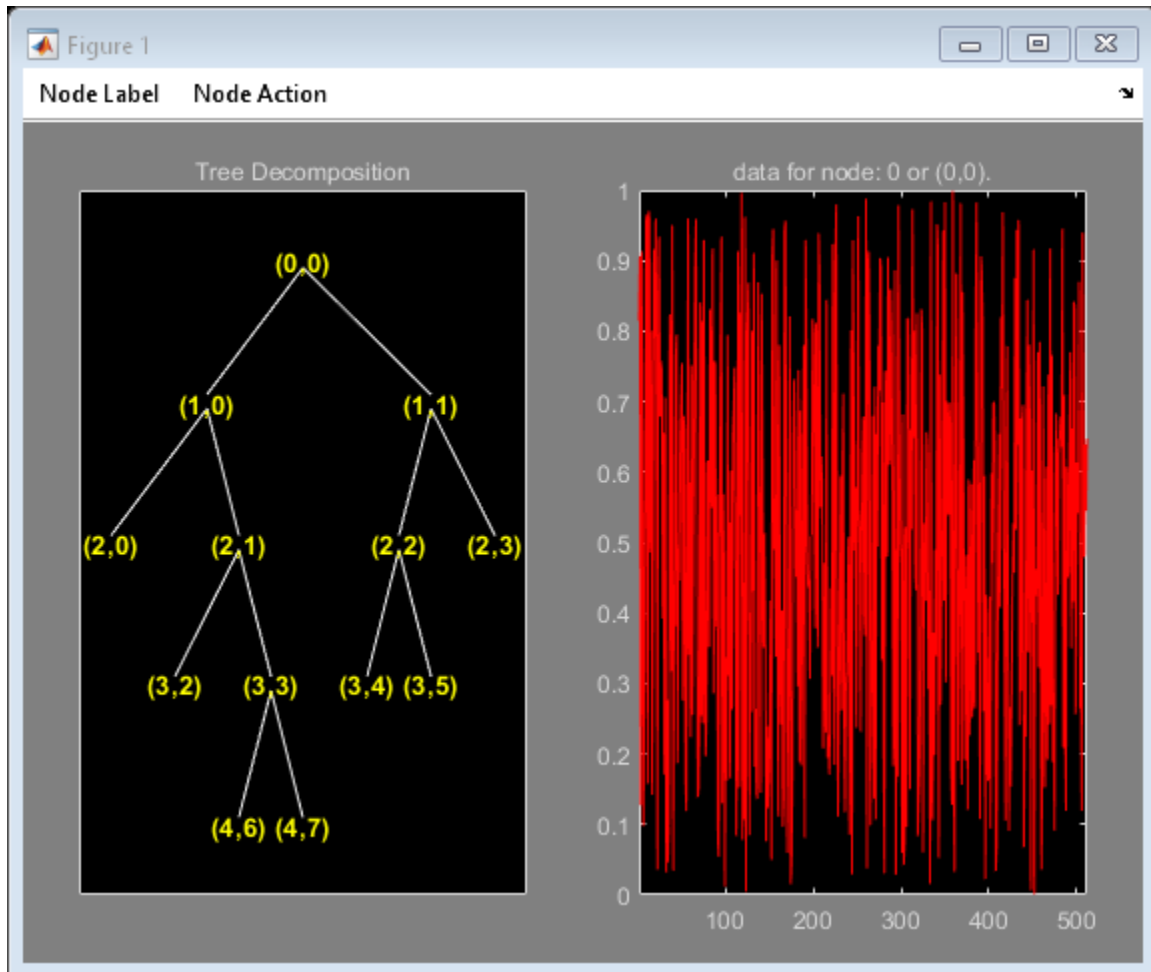 Figure 1
Node Label Node Action
Tree Decomposition
(0,0)
(1,0) (1,1)
(2,0) (2,1) (2,2) (2,3)
(3,2) (3,3) (3,4) (3,5)
(4,6) (4,7)
data for node: 0 or (0,0).
1
0.9
0.8
0.7
0.6
0.5
0.4
0.3
0.2
0.1
0
100 200 300 400 500